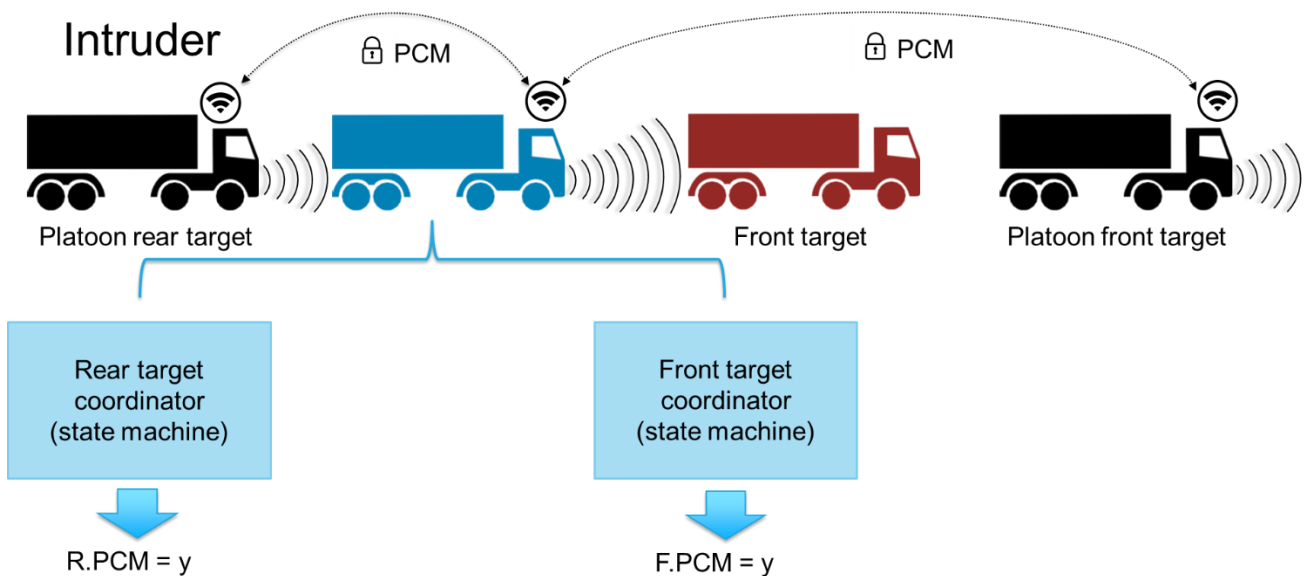 Intruder
PCM
PCM
Platoon rear target
Front target
Platoon front target
Rear target
coordinator
(state machine)
Front target
coordinator
(state machine)
R.PCM = y
F.PCM = y